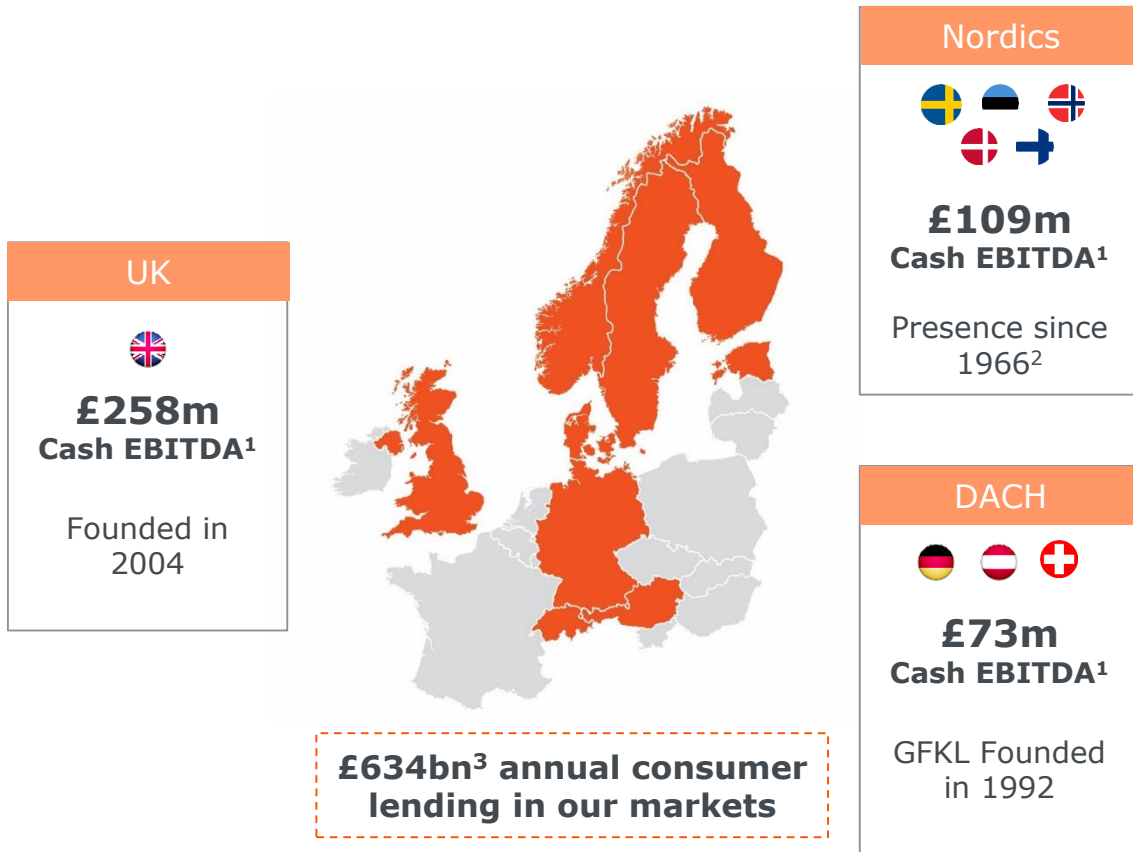 UK
£258m
Cash EBITDA¹
Founded in
2004
Nordics
£109m
Cash EBITDA¹
Presence since
1966²
DACH
£73m
Cash EBITDA¹
GFKL Founded
in 1992
£634bn³ annual consumer
lending in our markets